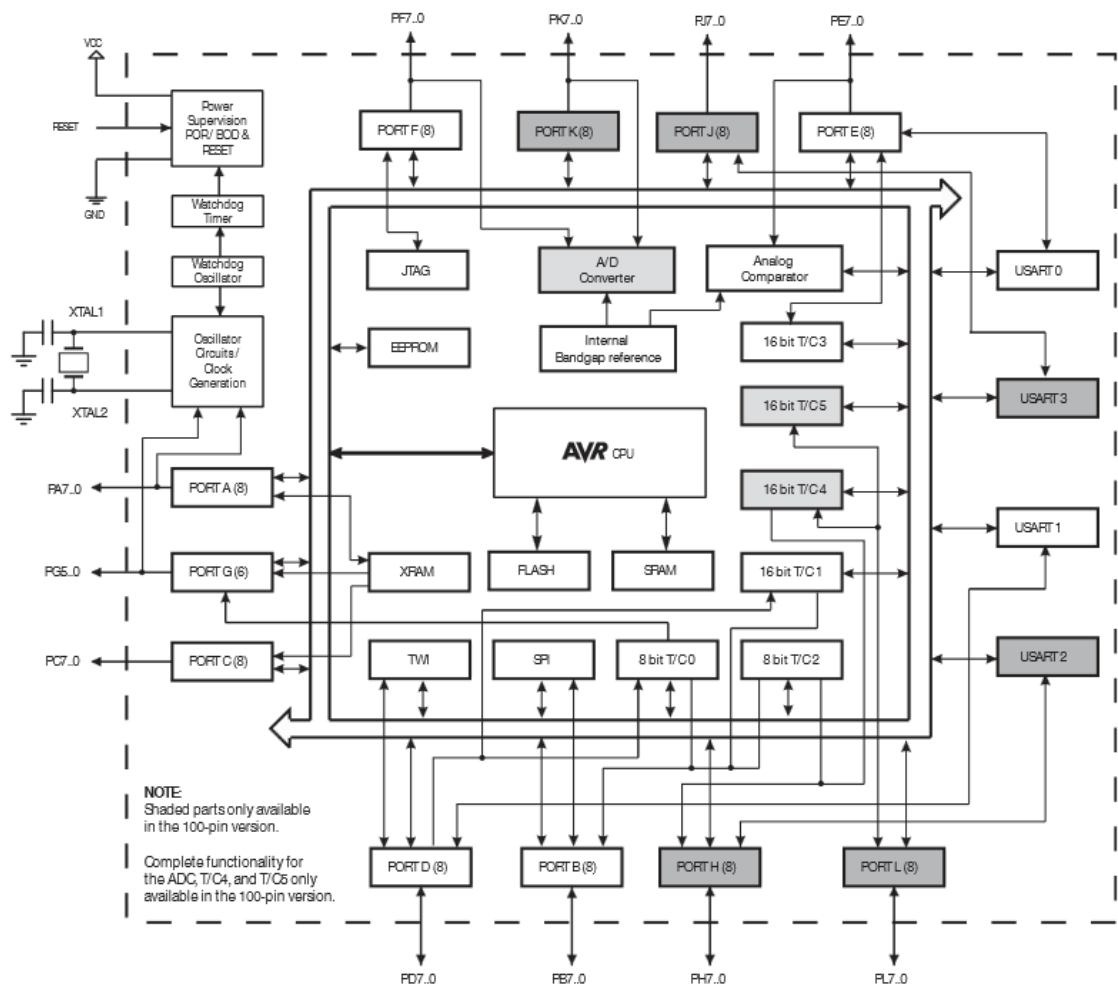 PF7..0
PK7..0
PJ7..0
PE7..0
VCC
RESET
GND
Power
Supervision
POR/ BOD &
RESET
PORT F (8)
PORT K (8)
PORT J (8)
PORT E (8)
Watchdog
Timer
Watchdog
Oscillator
JTAG
A/D
Converter
Analog
Comparator
USART 0
XTAL1
XTAL2
Oscillator
Circuits /
Clock
Generation
EEPROM
Internal
Bandgap reference
16 bit T/C3
16 bit T/C5
USART 3
AVR CPU
PA7..0
PORT A (8)
16 bit T/C4
USART 1
PG5..0
PORT G (6)
XRAM
FLASH
SRAM
16 bit T/C1
PC7..0
PORT C (8)
TWI
SPI
8 bit T/C0
8 bit T/C2
USART 2
NOTE:
Shaded parts only available
in the 100-pin version.
Complete functionality for
the ADC, T/C4, and T/C5 only
available in the 100-pin version.
PORT D (8)
PORT B (8)
PORT H (8)
PORT L (8)
PD7..0
PB7..0
PH7..0
PL7..0